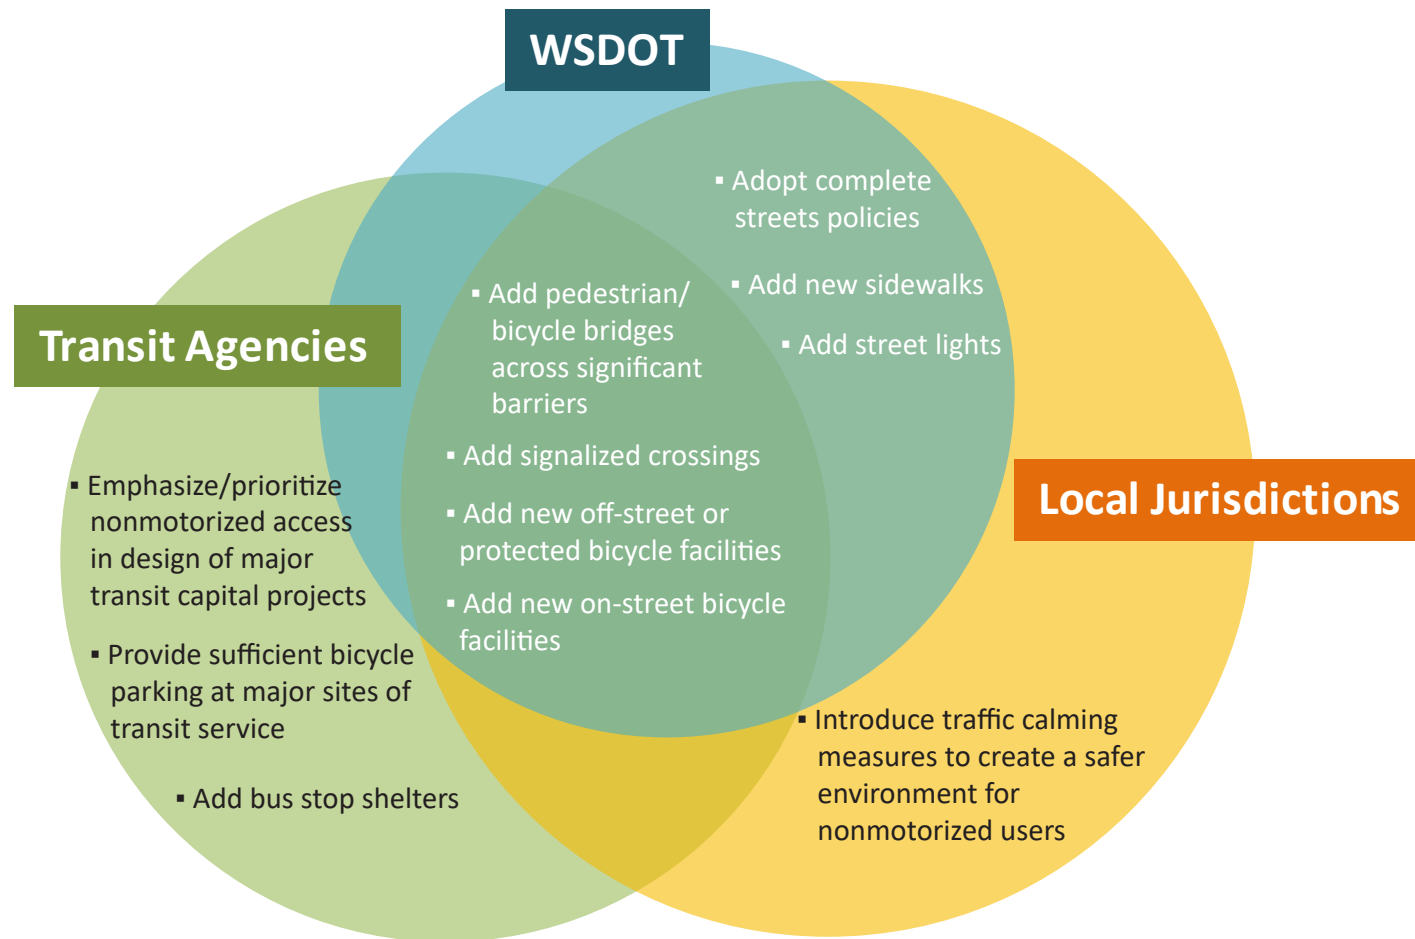 WSDOT
▪ Adopt complete
streets policies
▪ Add new sidewalks
▪ Add street lights
Transit Agencies
▪ Add pedestrian/
bicycle bridges
across significant
barriers
▪ Add signalized crossings
▪ Add new off-street or
protected bicycle facilities
▪ Add new on-street bicycle
facilities
Local Jurisdictions
▪ Emphasize/prioritize
nonmotorized access
in design of major
transit capital projects
▪ Provide sufficient bicycle
parking at major sites of
transit service
▪ Add bus stop shelters
▪ Introduce traffic calming
measures to create a safer
environment for
nonmotorized users